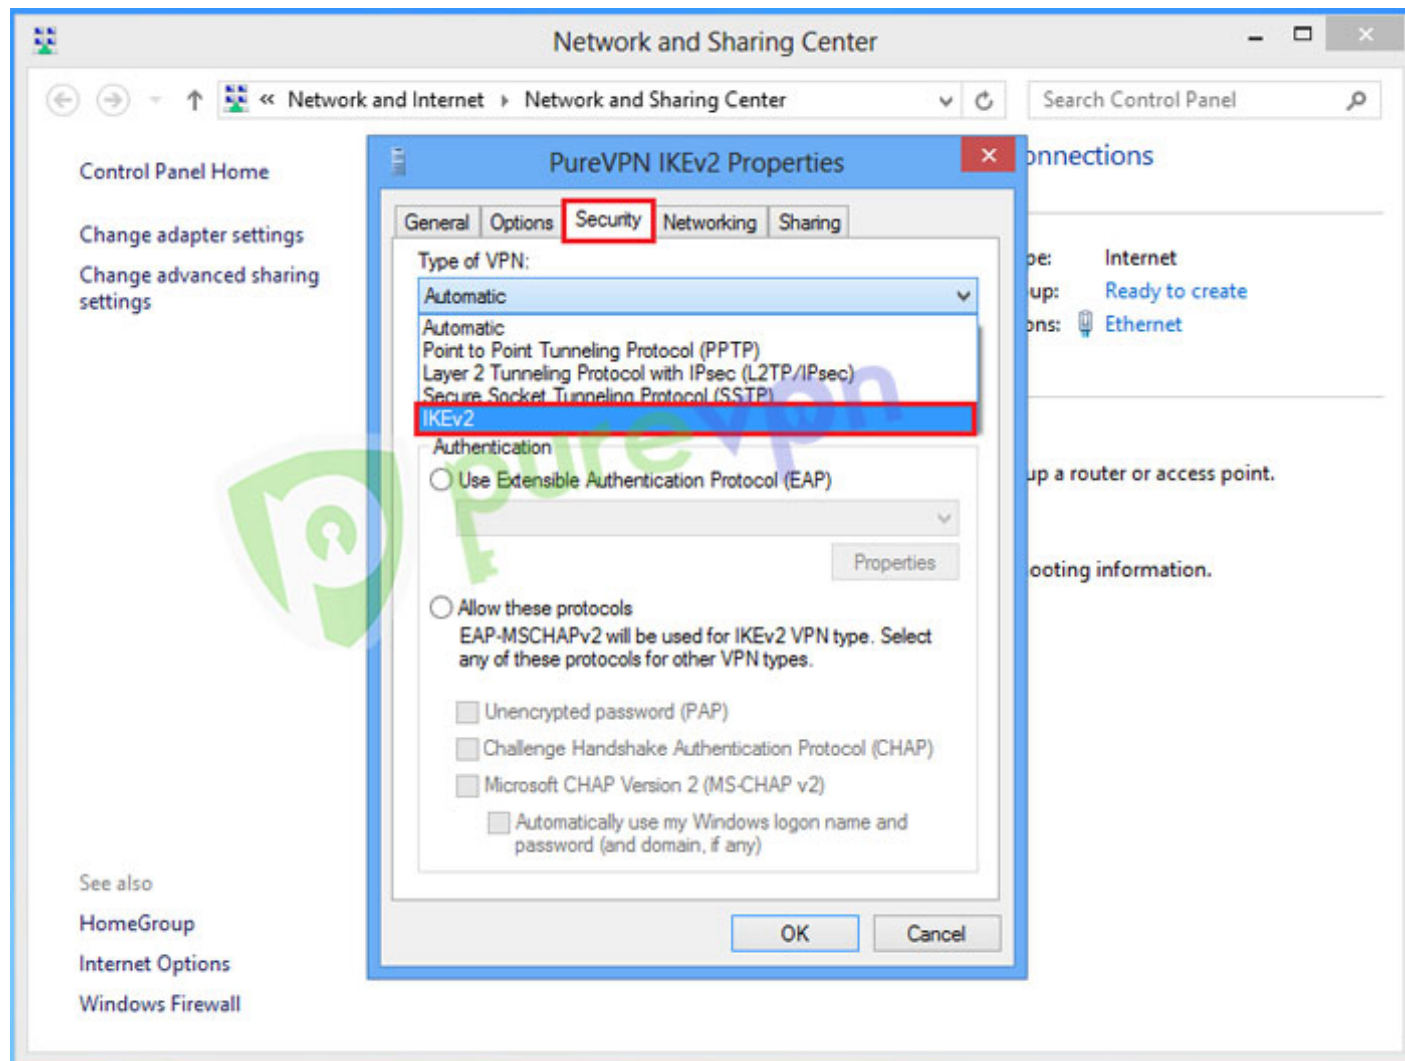 Network and Sharing Center
« Network and Internet Network and Sharing Center
Search Control Panel
Control Panel Home
Change adapter settings
Change advanced sharing
settings
See also
HomeGroup
Internet Options
Windows Firewall
PureVPN IKEv2 Properties
General Options Security Networking Sharing
Type of VPN:
Automatic
Automatic
Point to Point Tunneling Protocol (PPTP)
Layer 2 Tunneling Protocol with IPsec (L2TP/IPsec)
Secure Socket Tunneling Protocol (SSTP)
IKEv2
Authentication
Use Extensible Authentication Protocol (EAP)
Properties
Allow these protocols
EAP-MSCHAPv2 will be used for IKEv2 VPN type. Select
any of these protocols for other VPN types.
Unencrypted password (PAP)
Challenge Handshake Authentication Protocol (CHAP)
Microsoft CHAP Version 2 (MS-CHAP v2)
Automatically use my Windows logon name and
password (and domain, if any)
OK Cancel
purevpn
onnections
pe: Internet
up: Ready to create
ons: Ethernet
up a router or access point.
ooting information.